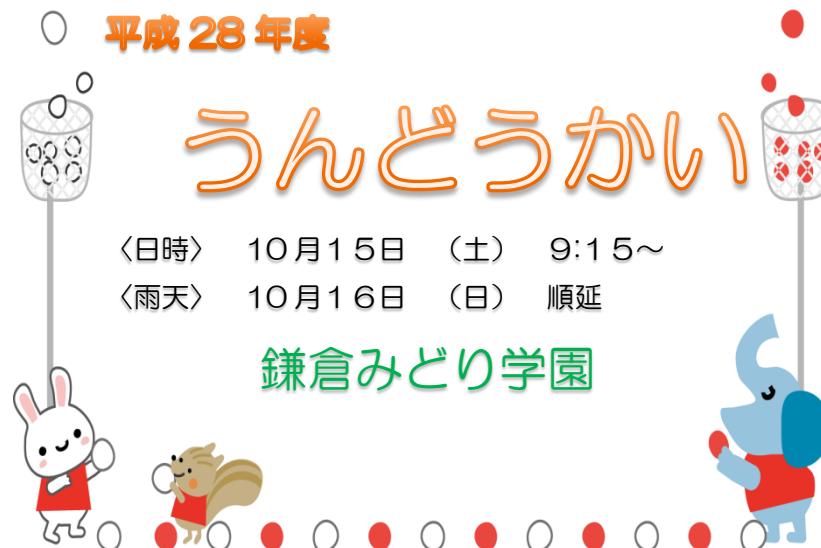 平成28年度
うんどうかい
〈日時〉　10月15日　（土）　9:15～
〈雨天〉　10月16日　（日）　順延
鎌倉みどり学園